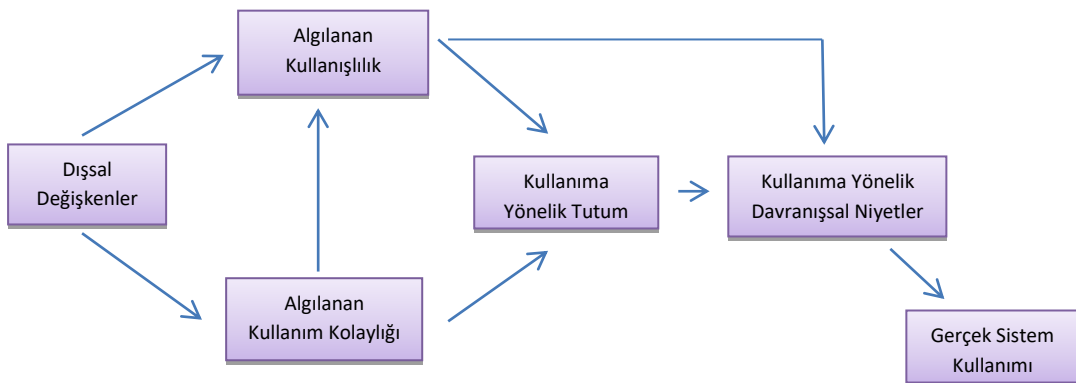 Algılanan
Kullanışlılık
Dışsal
Değişkenler
Kullanıma
Yönelik Tutum
Kullanıma Yönelik
Davranışsal Niyetler
Algılanan
Kullanım Kolaylığı
Gerçek Sistem
Kullanımı